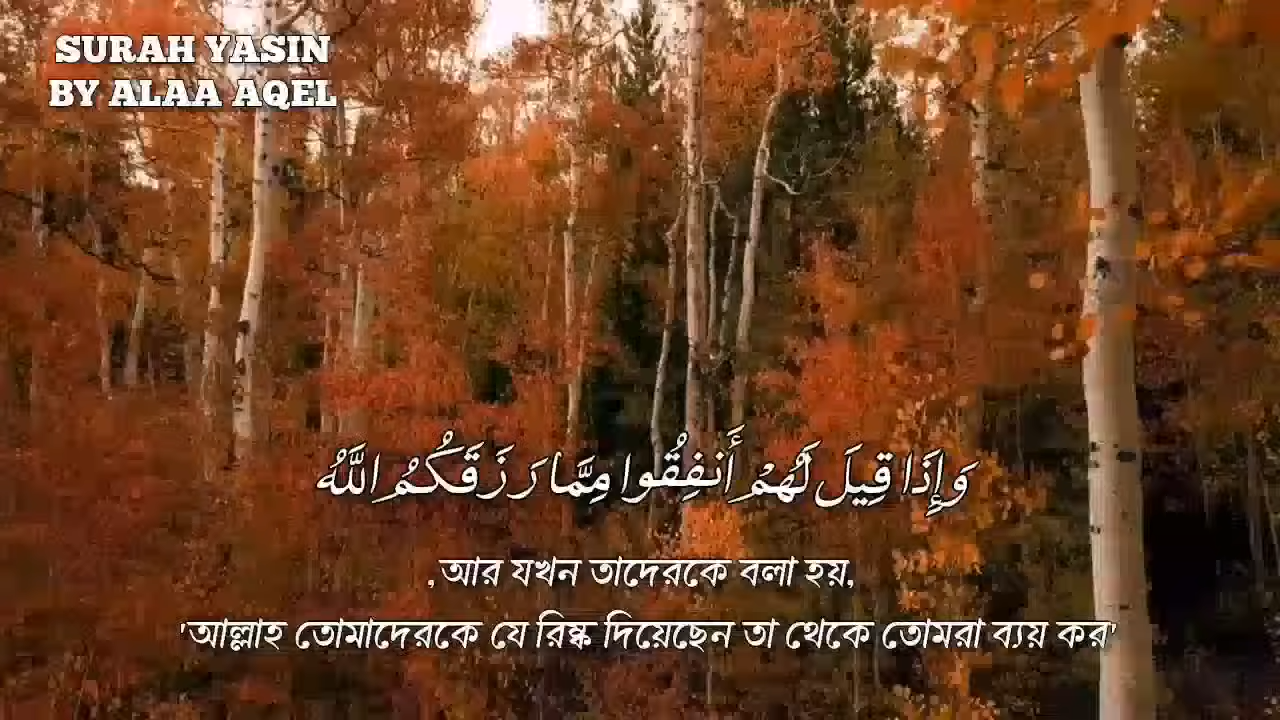 SURAH YASIN
BY ALAA AQEL
وَإِذَا قِيلَ لَهُمْ أَنفِقُوا مِمَّا رَزَقَكُمُ اللَّهُ
,আর যখন তাদেরকে বলা হয়,
'আল্লাহ তোমাদেরকে যে রিষ্ক দিয়েছেন তা থেকে তোমরা ব্যয় কর'